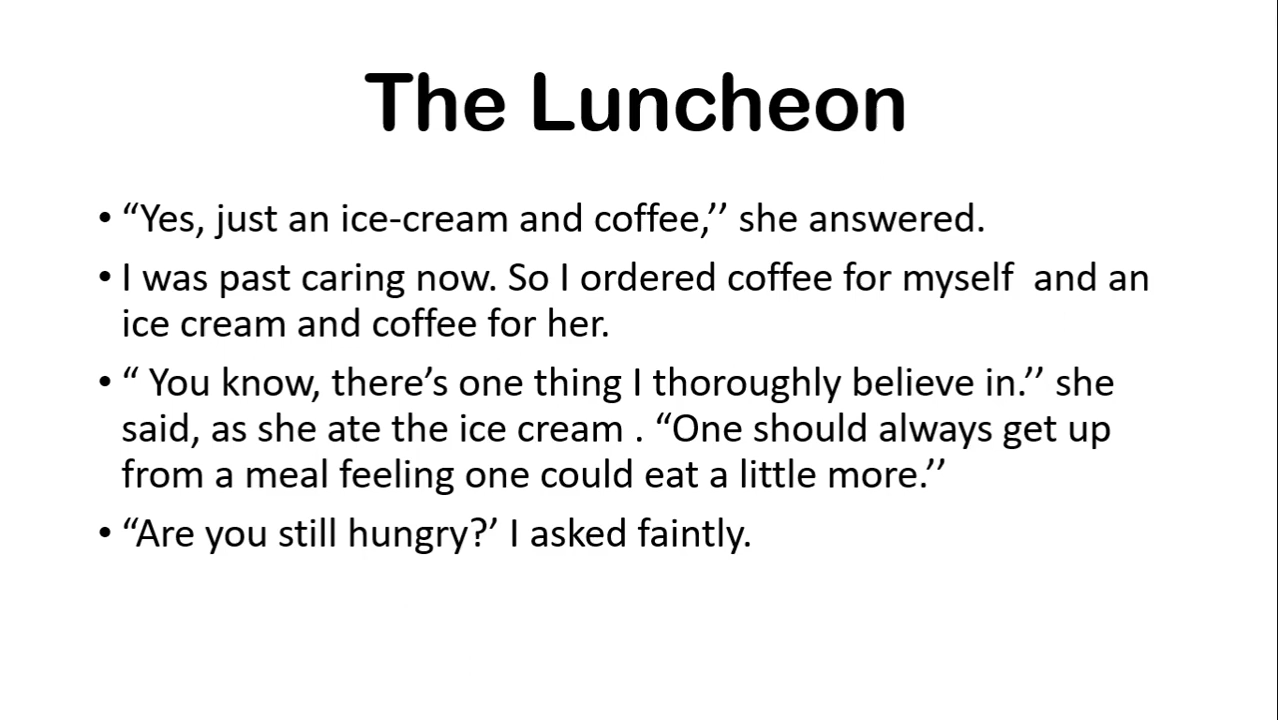 The Luncheon
• “Yes, just an ice-cream and coffee,’’ she answered.
• I was past caring now. So I ordered coffee for myself  and an
ice cream and coffee for her.
• “ You know, there’s one thing I thoroughly believe in.’’ she
said, as she ate the ice cream . “One should always get up
from a meal feeling one could eat a little more.’’
• “Are you still hungry?’ I asked faintly.